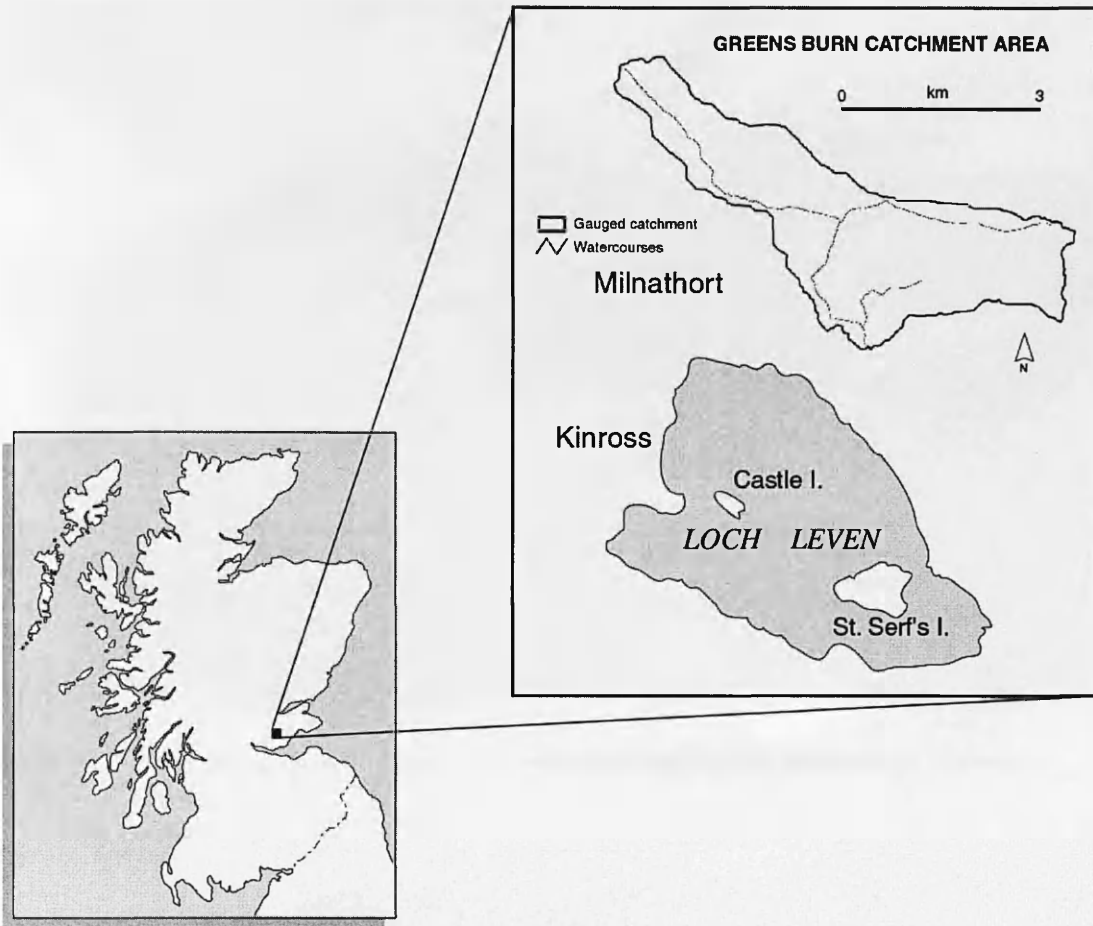 GREENS BURN CATCHMENT AREA
0 km 3
Gauged catchment
Watercourses
Milnathort
N
Kinross
Castle I.
LOCH LEVEN
St. Serf's I.